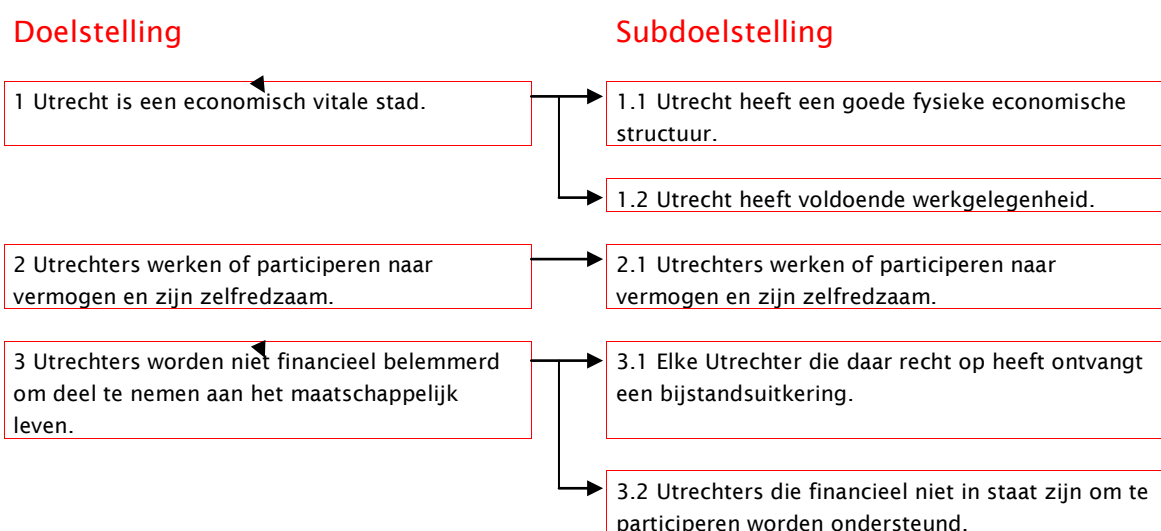 Doelstelling
Subdoelstelling
1 Utrecht is een economisch vitale stad.
1.1 Utrecht heeft een goede fysieke economische
structuur.
1.2 Utrecht heeft voldoende werkgelegenheid.
2 Utrechters werken of participeren naar
vermogen en zijn zelfredzaam.
2.1 Utrechters werken of participeren naar
vermogen en zijn zelfredzaam.
3 Utrechters worden niet financieel belemmerd
om deel te nemen aan het maatschappelijk
leven.
3.1 Elke Utrechter die daar recht op heeft ontvangt
een bijstandsuitkering.
3.2 Utrechters die financieel niet in staat zijn om te
participeren worden ondersteund.